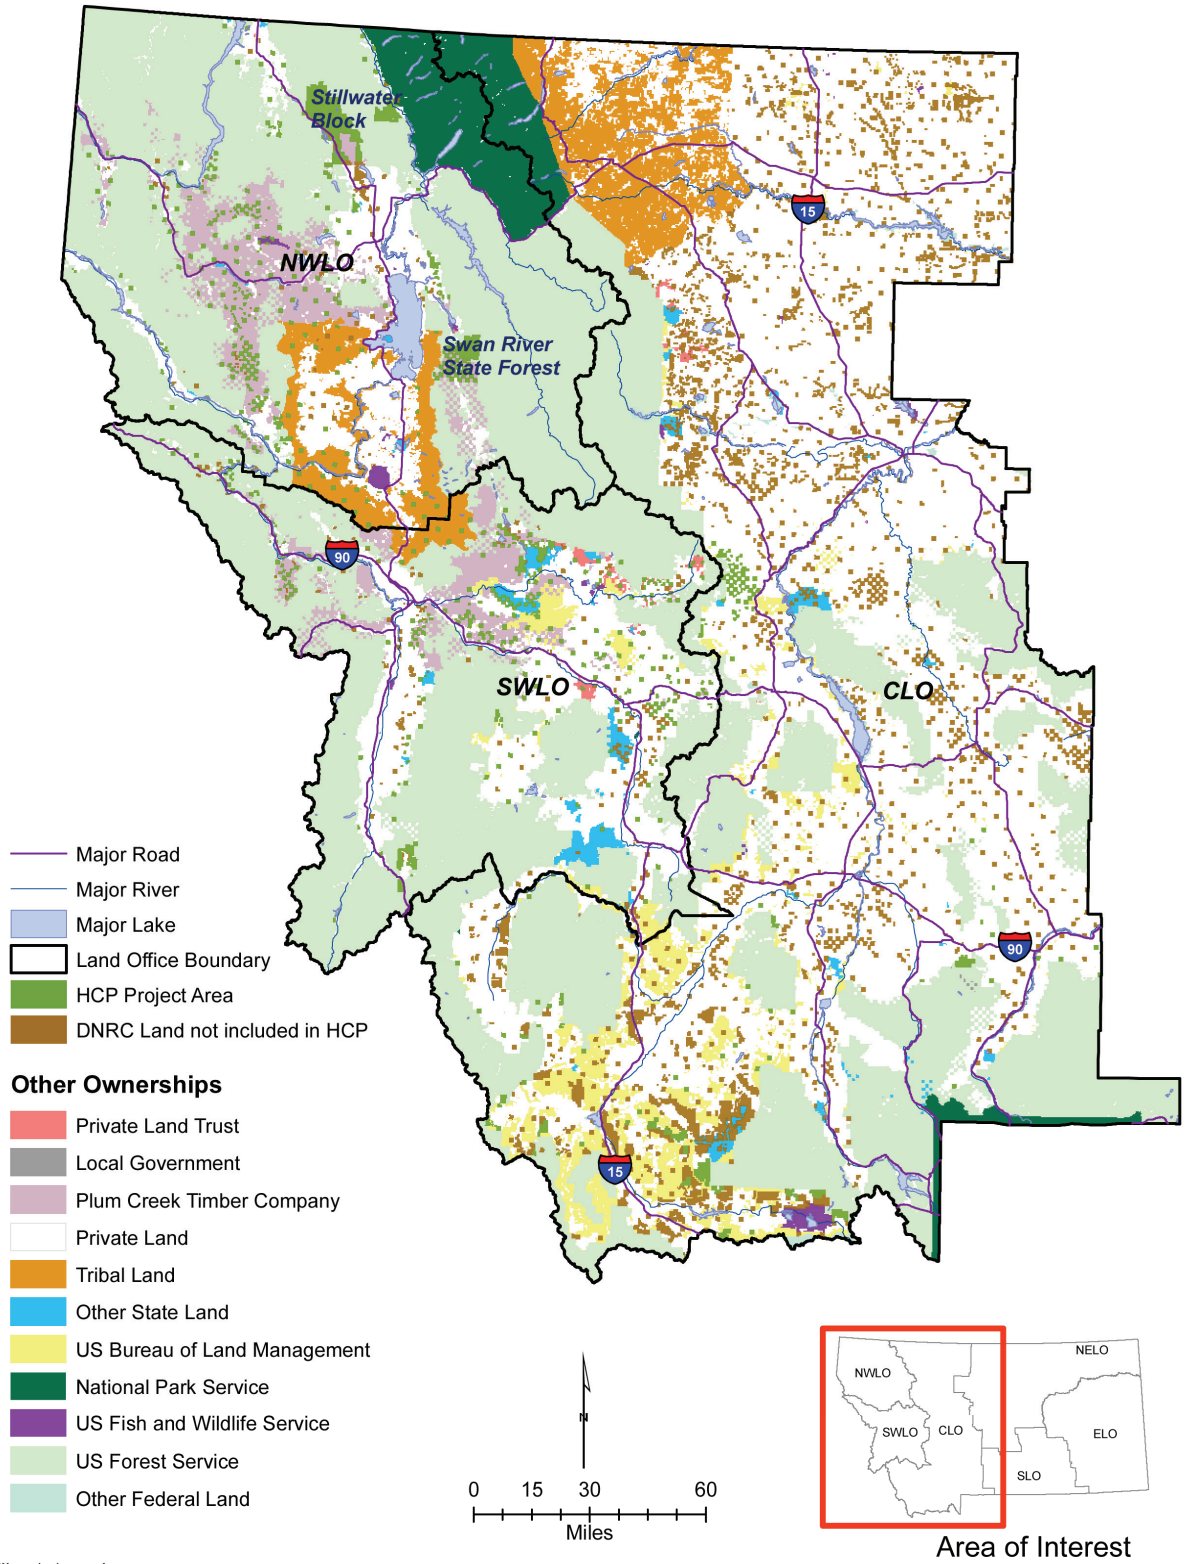 Stillwater
Block
15
NWLO
Swan River
State Forest
90
SWLO
CLO
Major Road
Major River
Major Lake
Land Office Boundary
HCP Project Area
DNRC Land not included in HCP
90
Other Ownerships
Private Land Trust
Local Government
Plum Creek Timber Company
Private Land
Tribal Land
Other State Land
US Bureau of Land Management
National Park Service
US Fish and Wildlife Service
US Forest Service
Other Federal Land
15
N
0 15 30 60
Miles
NELO
NWLO
SWLO
CLO
ELO
SLO
Area of Interest